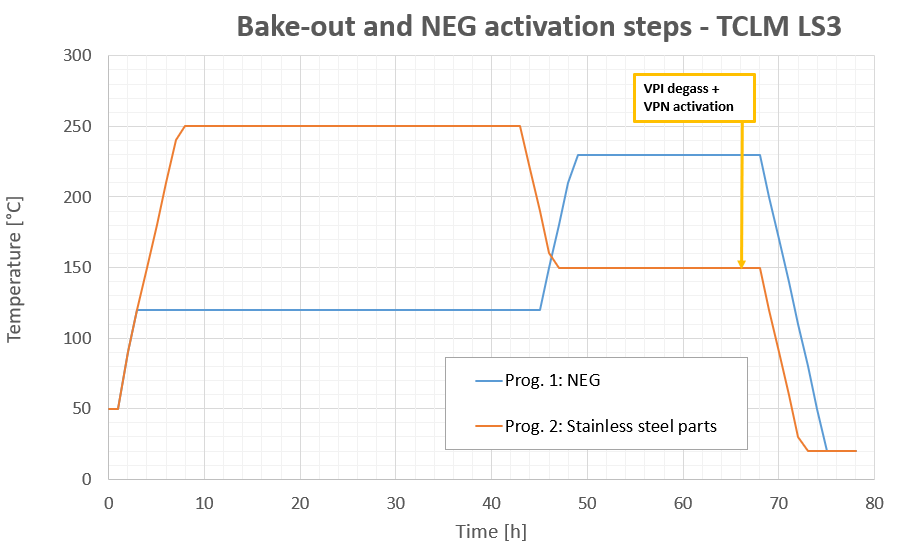 Bake-out and NEG activation steps - TCLM LS3
300
250
200
150
100
50
0
Temperature [°C]
VPI degass +
VPN activation
Prog. 1: NEG
Prog. 2: Stainless steel parts
0 10 20 30 40 50 60 70 80
Time [h]